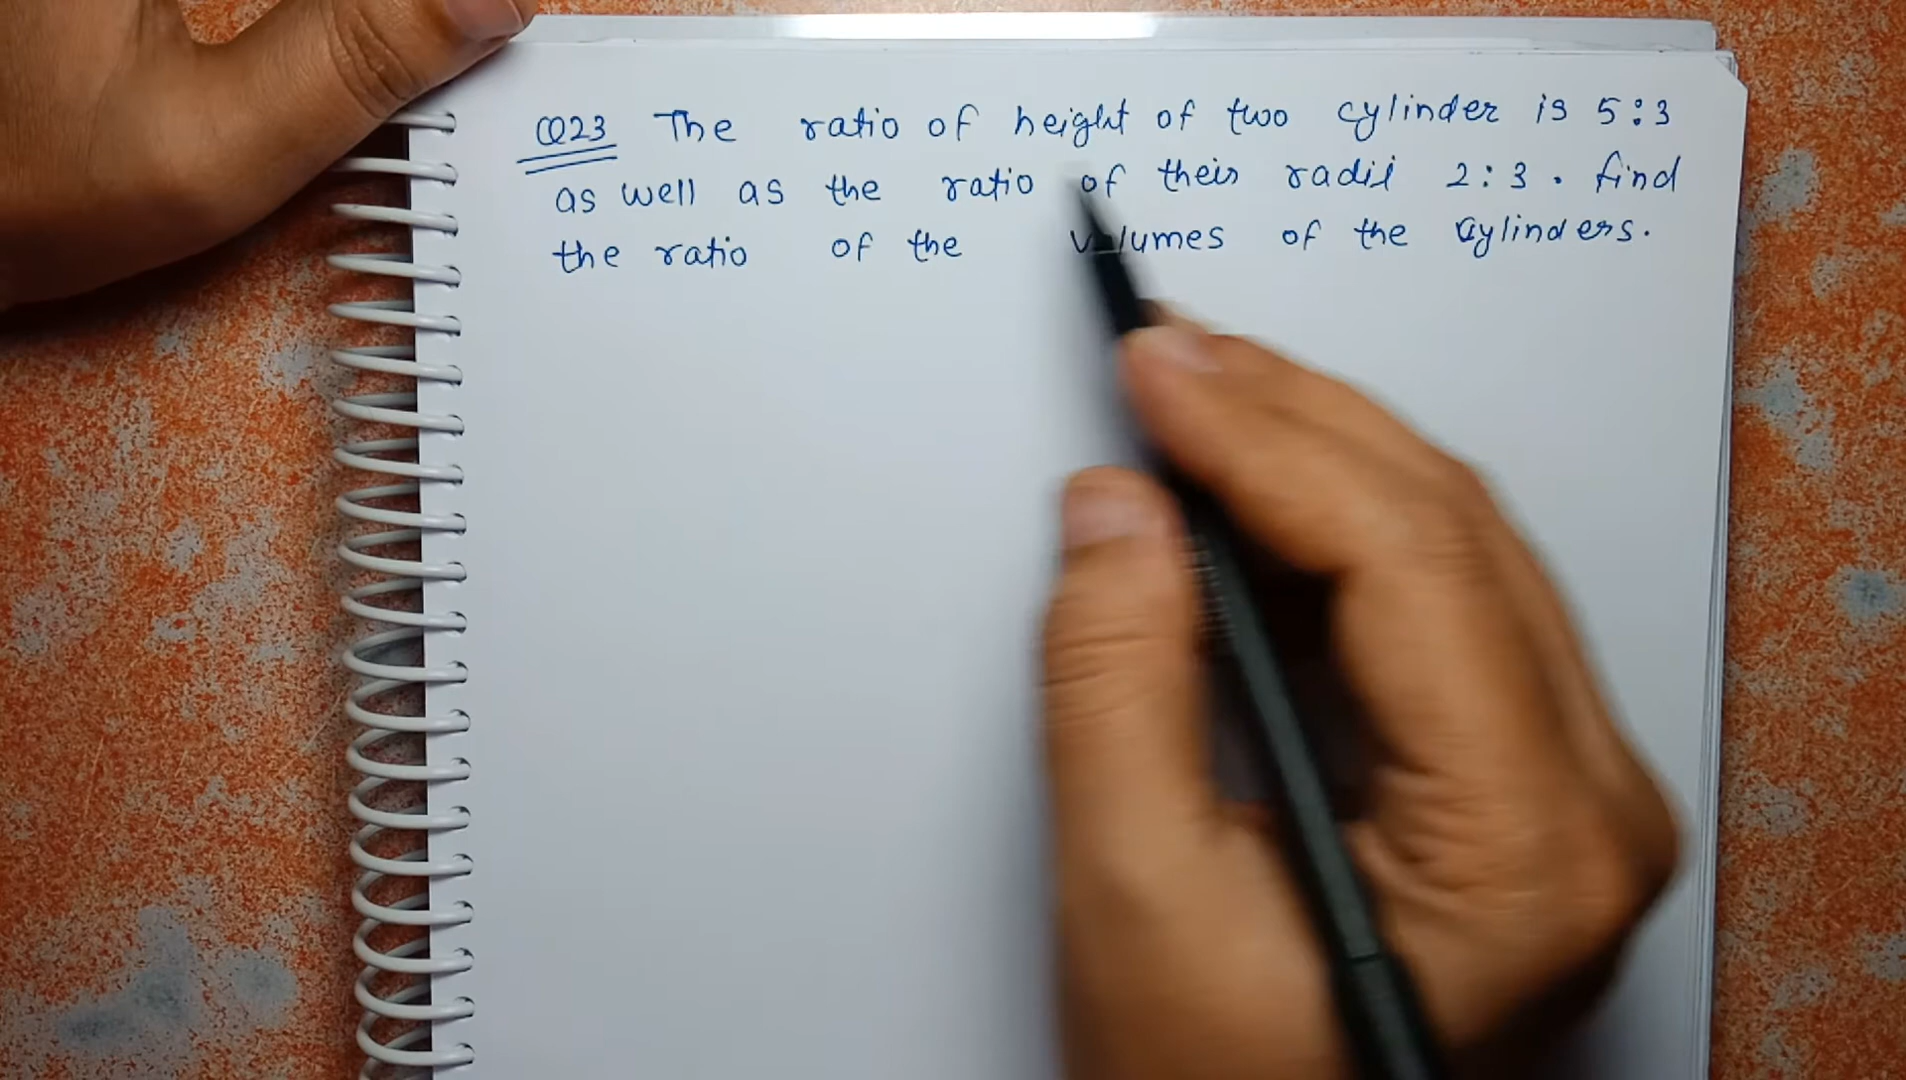 Q23 The ratio of height of two cylinder is 5:3
as well as the ratio of their radii 2:3. find
the ratio of the volumes of the cylinders.